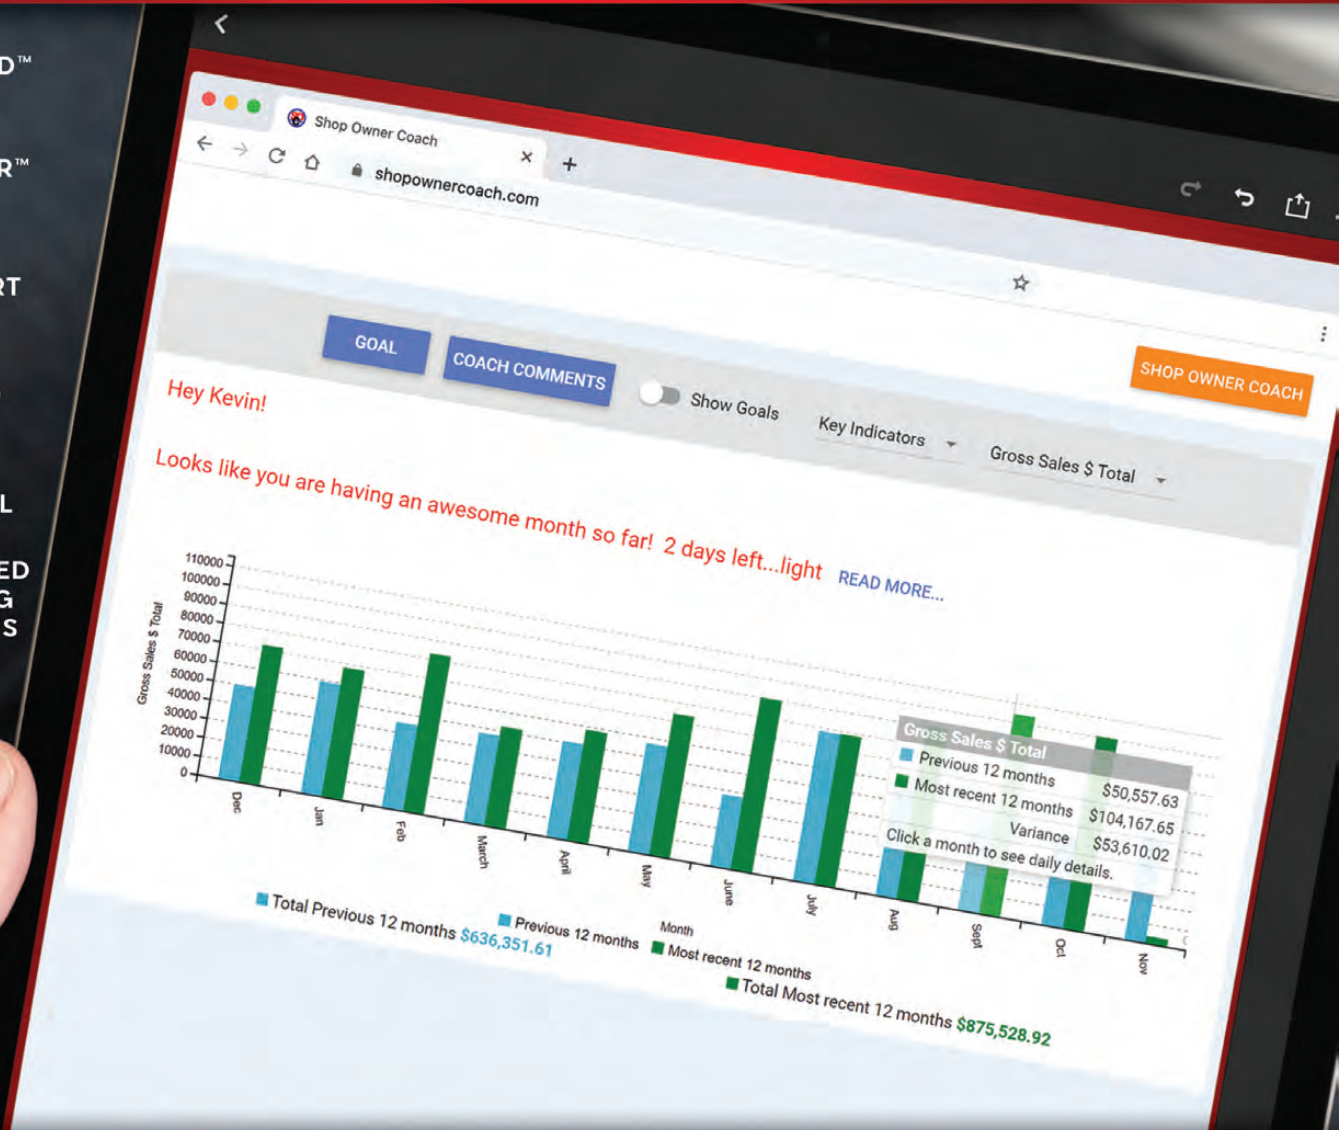 D™
R™
RT
L
ED
G
S
Shop Owner Coach
shopownercoach.com
SHOP OWNER COACH
GOAL
COACH COMMENTS
Show Goals
Key Indicators
Gross Sales $ Total
Hey Kevin!
Looks like you are having an awesome month so far! 2 days left...light READ MORE...
Gross Sales $ Total
110000
100000
90000
80000
70000
60000
50000
40000
30000
20000
10000
0
Dec
Jan
Feb
March
April
May
June
July
Aug
Sept
Oct
Nov
Gross Sales $ Total
Previous 12 months $50,557.63
Most recent 12 months $104,167.65
Variance $53,610.02
Click a month to see daily details.
Month
Previous 12 months
Most recent 12 months
Total Previous 12 months $636,351.61
Total Most recent 12 months $875,528.92